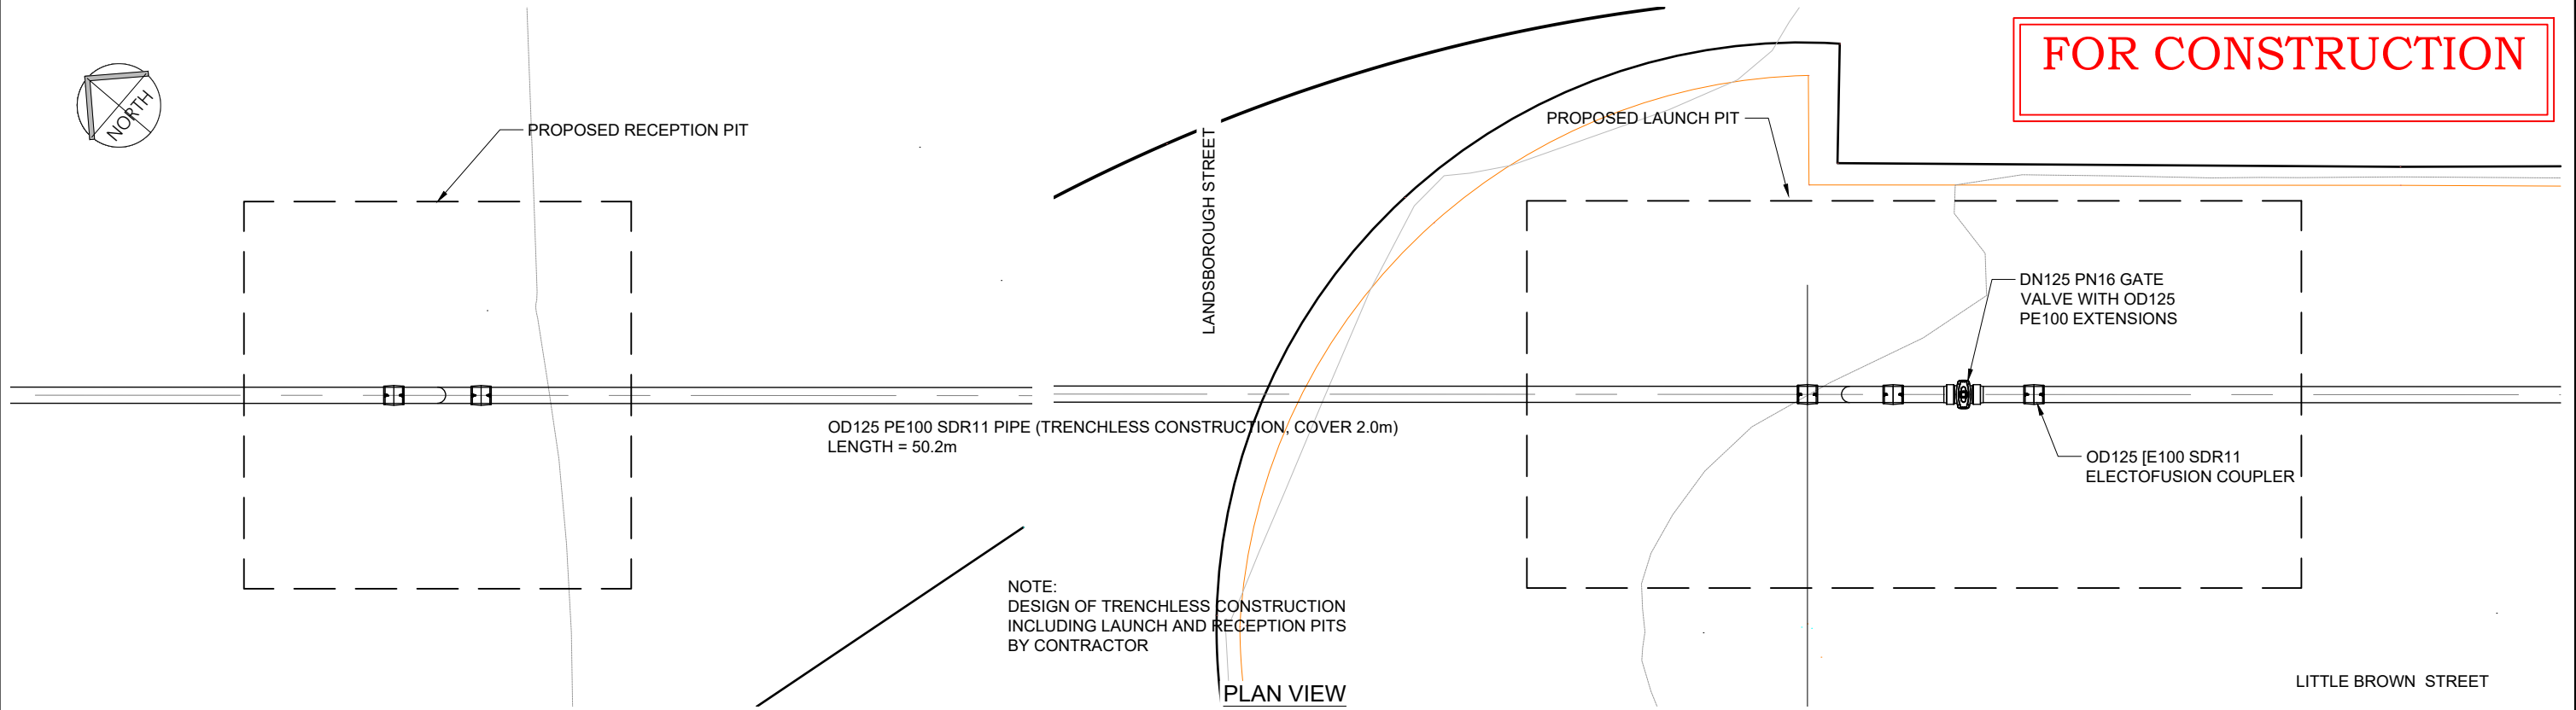 FOR CONSTRUCTION
NORTH
PROPOSED RECEPTION PIT
PROPOSED LAUNCH PIT
LANDSBOROUGH STREET
DN125 PN16 GATE
VALVE WITH OD125
PE100 EXTENSIONS
OD125 PE100 SDR11 PIPE (TRENCHLESS CONSTRUCTION, COVER 2.0m)
LENGTH = 50.2m
OD125 [E100 SDR11
ELECTOFUSION COUPLER
NOTE:
DESIGN OF TRENCHLESS CONSTRUCTION
INCLUDING LAUNCH AND RECEPTION PITS
BY CONTRACTOR
LITTLE BROWN STREET
PLAN VIEW